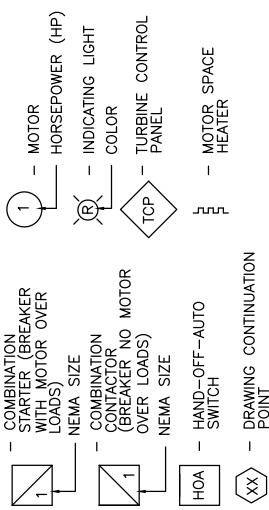 1
- COMBINATION
STARTER (BREAKER
WITH MOTOR OVER
LOADS)
NEMA SIZE
1
- COMBINATION
CONTACTOR
(BREAKER NO MOTOR
OVER LOADS)
NEMA SIZE
HOA
- HAND-OFF-AUTO
SWITCH
XX
- DRAWING CONTINUATION
POINT
1
- MOTOR
HORSEPOWER (HP)
R
- INDICATING LIGHT
COLOR
TCP
- TURBINE CONTROL
PANEL
- MOTOR SPACE
HEATER